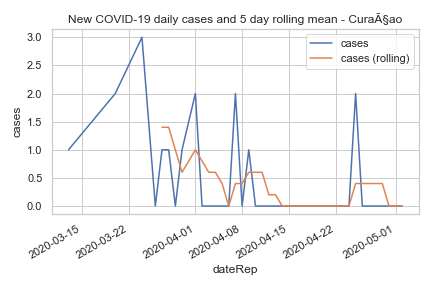 New COVID-19 daily cases and 5 day rolling mean - CuraÃ§ao
cases
cases (rolling)
3.0
2.5
2.0
1.5
1.0
0.5
0.0
cases
2020-03-15
2020-03-22
2020-04-01
2020-04-08
2020-04-15
2020-04-22
2020-05-01
dateRep